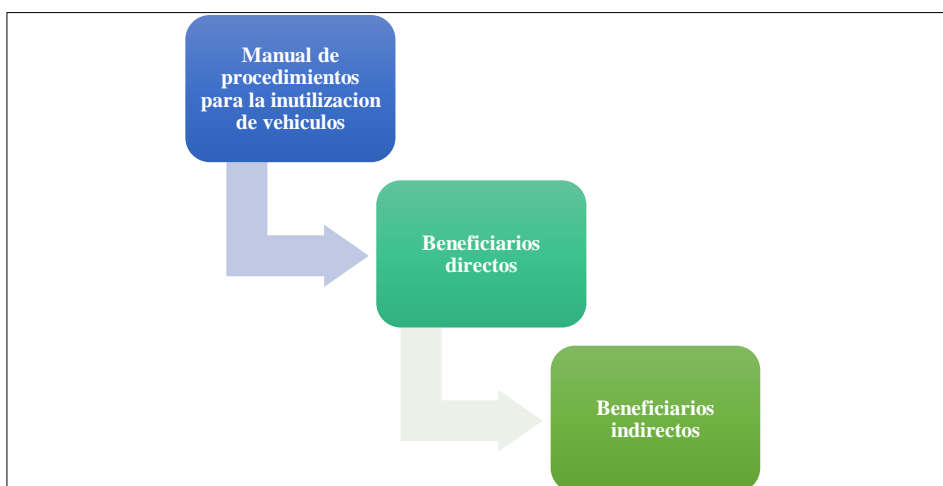 Manual de
procedimientos
para la inutilizacion
de vehiculos
Beneficiarios
directos
Beneficiarios
indirectos